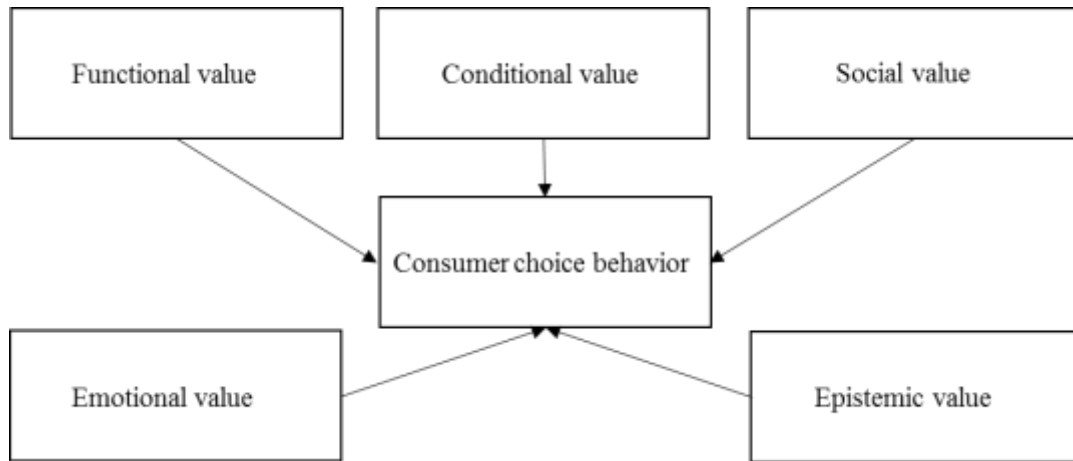 Functional value
Conditional value
Social value
Consumer choice behavior
Emotional value
Epistemic value